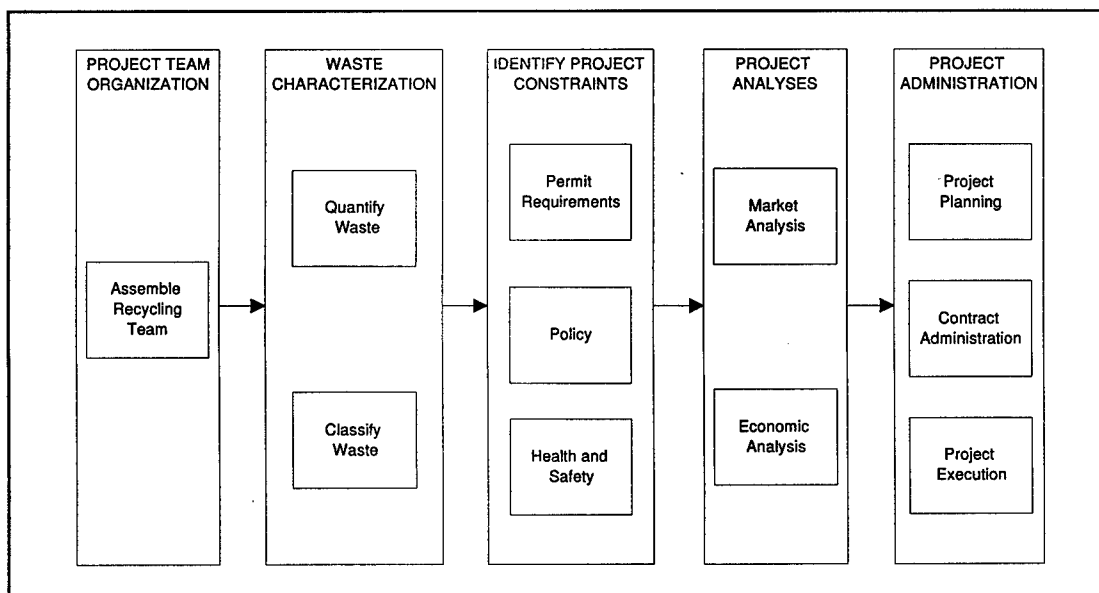 PROJECT TEAM
ORGANIZATION
Assemble
Recycling
Team
WASTE
CHARACTERIZATION
Quantify
Waste
Classify
Waste
IDENTIFY PROJECT
CONSTRAINTS
Permit
Requirements
Policy
Health and
Safety
PROJECT
ANALYSES
Market
Analysis
Economic
Analysis
PROJECT
ADMINISTRATION
Project
Planning
Contract
Administration
Project
Execution